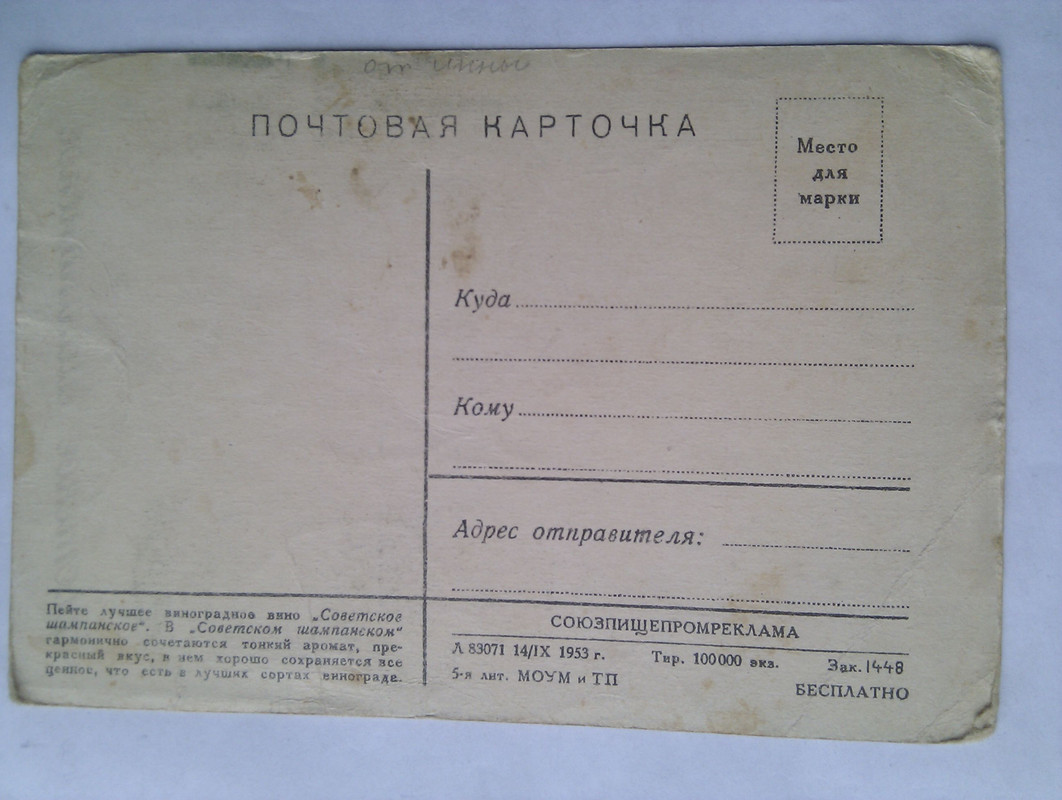 от Инны
ПОЧТОВАЯ КАРТОЧКА
Место
для
марки
Куда
Кому
Адрес отправителя:
Пейте лучшее виноградное вино „Советское
шампанское“. В „Советском шампанском“
гармонично сочетаются тонкий аромат, пре-
красный вкус, в нем хорошо сохраняется все
ценное, что есть в лучших сортах винограда.
СОЮЗПИЩЕПРОМРЕКЛАМА
Л 83071 14/IX 1953 г. Тир. 100000 экз. Зак. 1448
5-я лит. МОУМ и ТП
БЕСПЛАТНО